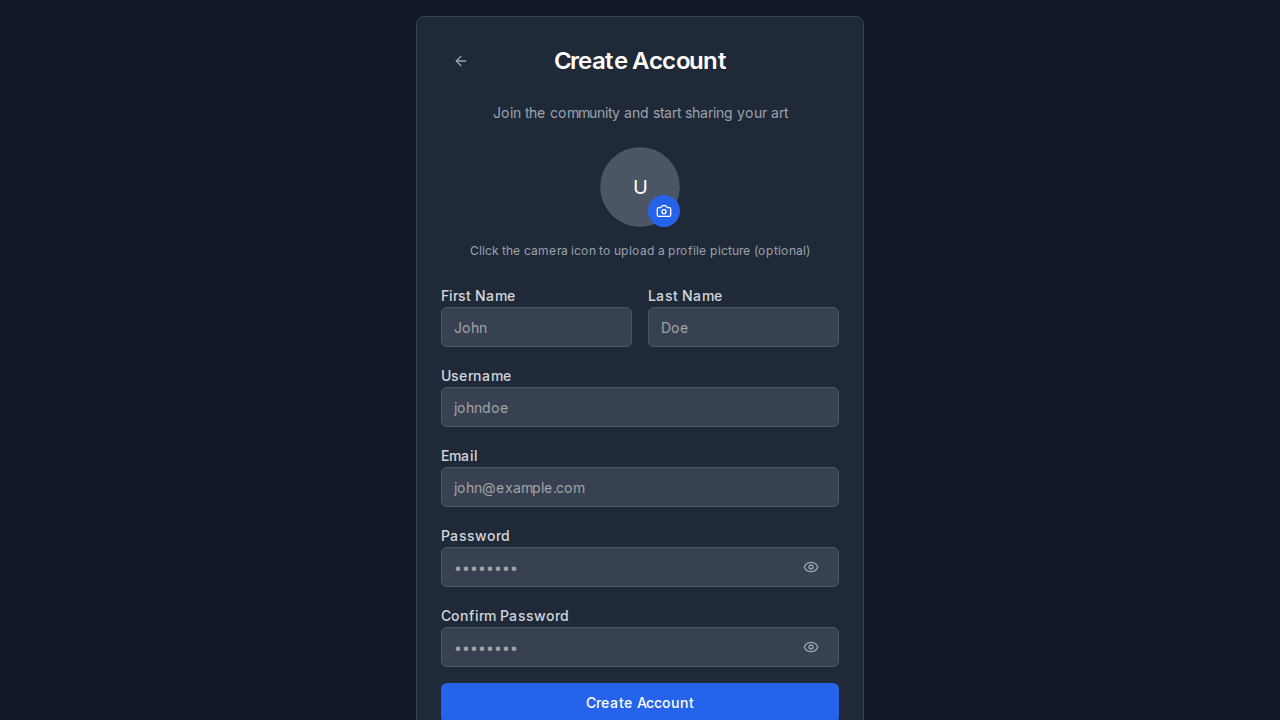 Create Account
Join the community and start sharing your art
U
Click the camera icon to upload a profile picture (optional)
First Name Last Name
John Doe
Username
johndoe
Email
john@example.com
Password
••••••••
Confirm Password
••••••••
Create Account